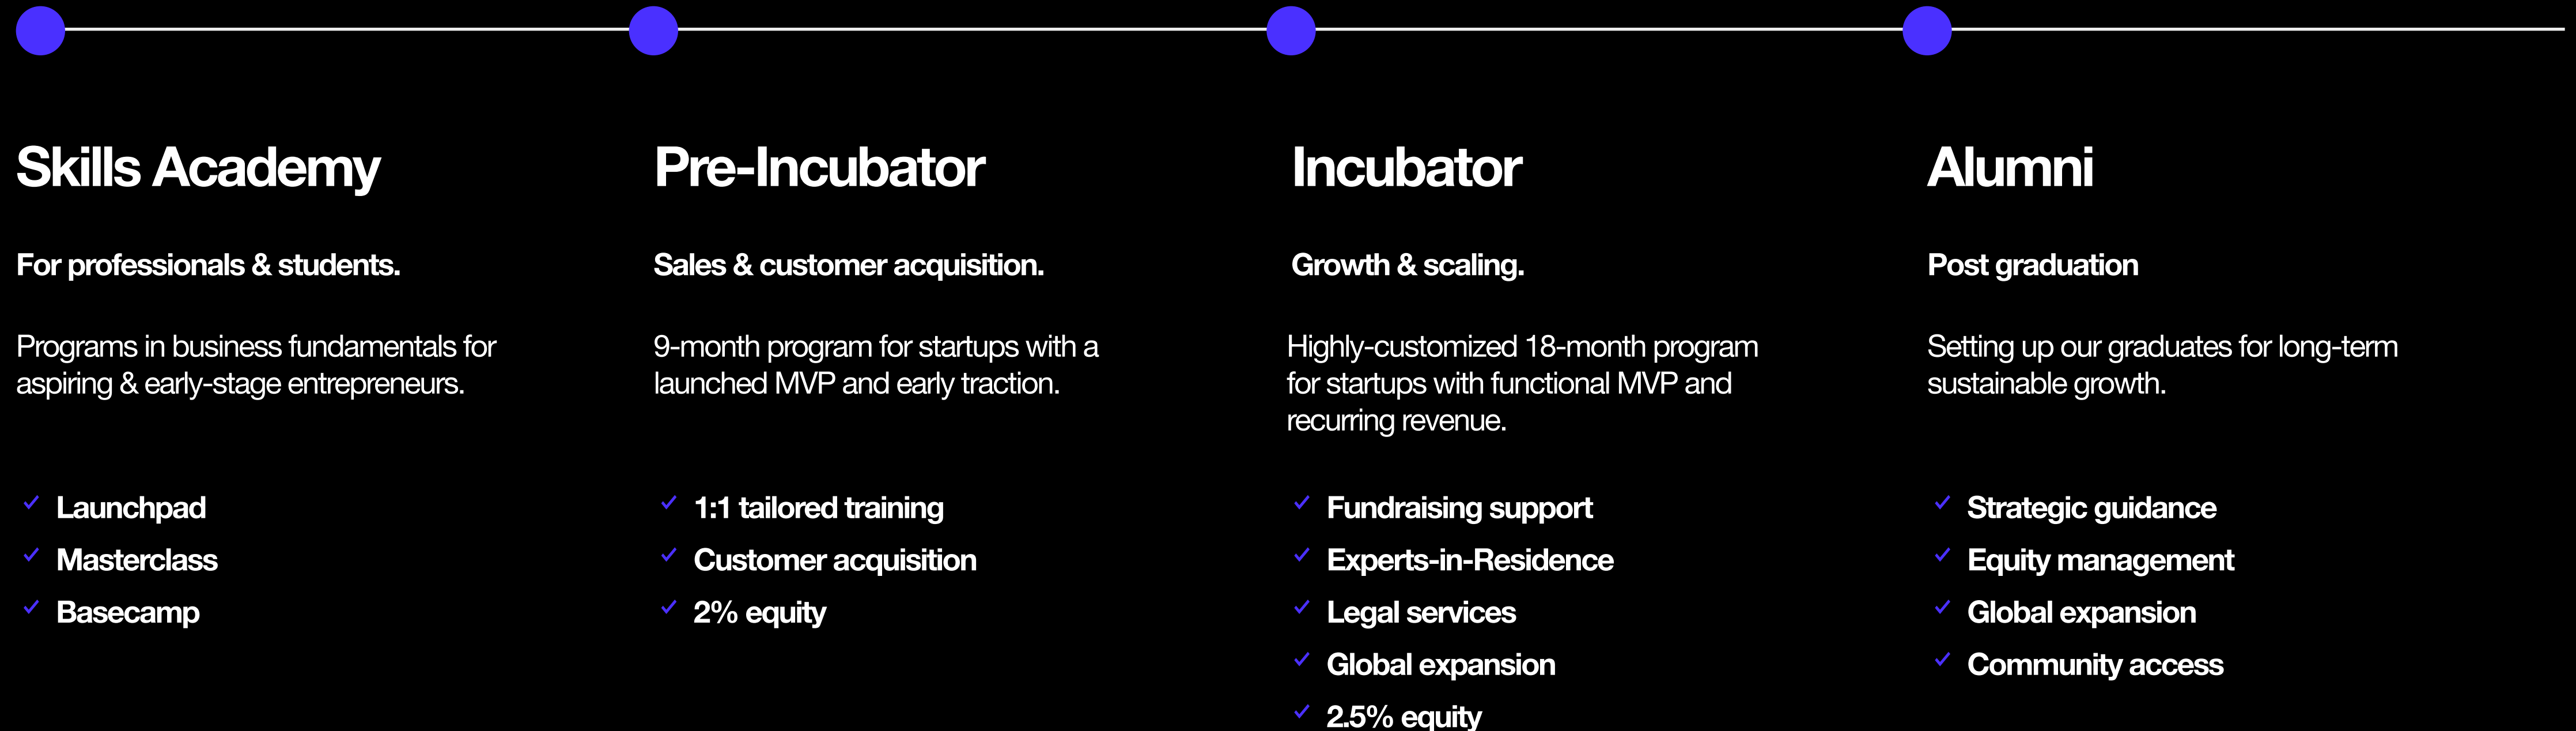 Skills Academy
For professionals & students.
Programs in business fundamentals for
aspiring & early-stage entrepreneurs.
Launchpad
Masterclass
Basecamp
Pre-Incubator
Sales & customer acquisition.
9-month program for startups with a
launched MVP and early traction.
1:1 tailored training
Customer acquisition
2% equity
Incubator
Growth & scaling.
Highly-customized 18-month program
for startups with functional MVP and
recurring revenue.
Fundraising support
Experts-in-Residence
Legal services
Global expansion
2.5% equity
Alumni
Post graduation
Setting up our graduates for long-term
sustainable growth.
Strategic guidance
Equity management
Global expansion
Community access